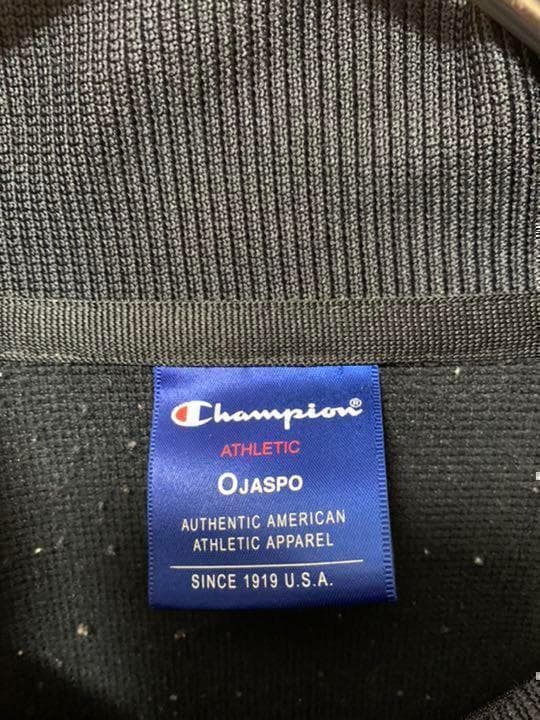 Champion®
ATHLETIC
OJASPO
AUTHENTIC AMERICAN
ATHLETIC APPAREL
SINCE 1919 U.S.A.